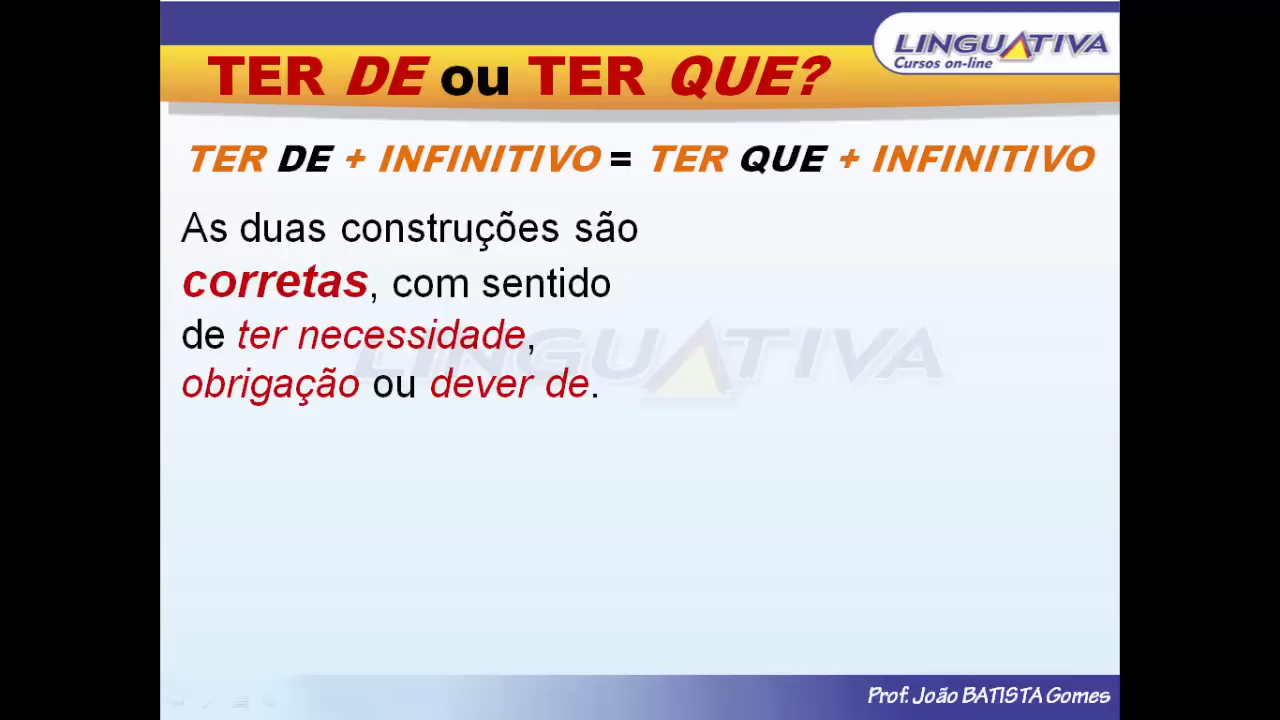 LINGUATIVA
Cursos on-line
TER DE ou TER QUE?
TER DE + INFINITIVO = TER QUE + INFINITIVO
As duas construções são
corretas, com sentido
de ter necessidade,
obrigação ou dever de.
LINGUATIVA
Prof. João BATISTA Gomes